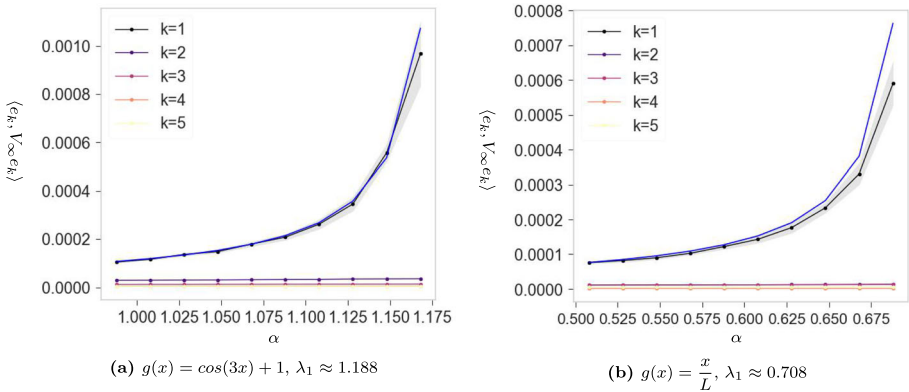 0.0010
0.0008
0.0006
0.0004
0.0002
0.0000
⟨e_k, V_∞ e_k⟩
k=1
k=2
k=3
k=4
k=5
1.000 1.025 1.050 1.075 1.100 1.125 1.150 1.175
α
(a) g(x) = cos(3x) + 1, λ₁ ≈ 1.188
0.0008
0.0007
0.0006
0.0005
0.0004
0.0003
0.0002
0.0001
0.0000
⟨e_k, V_∞ e_k⟩
k=1
k=2
k=3
k=4
k=5
0.500 0.525 0.550 0.575 0.600 0.625 0.650 0.675
α
(b) g(x) = x/L, λ₁ ≈ 0.708